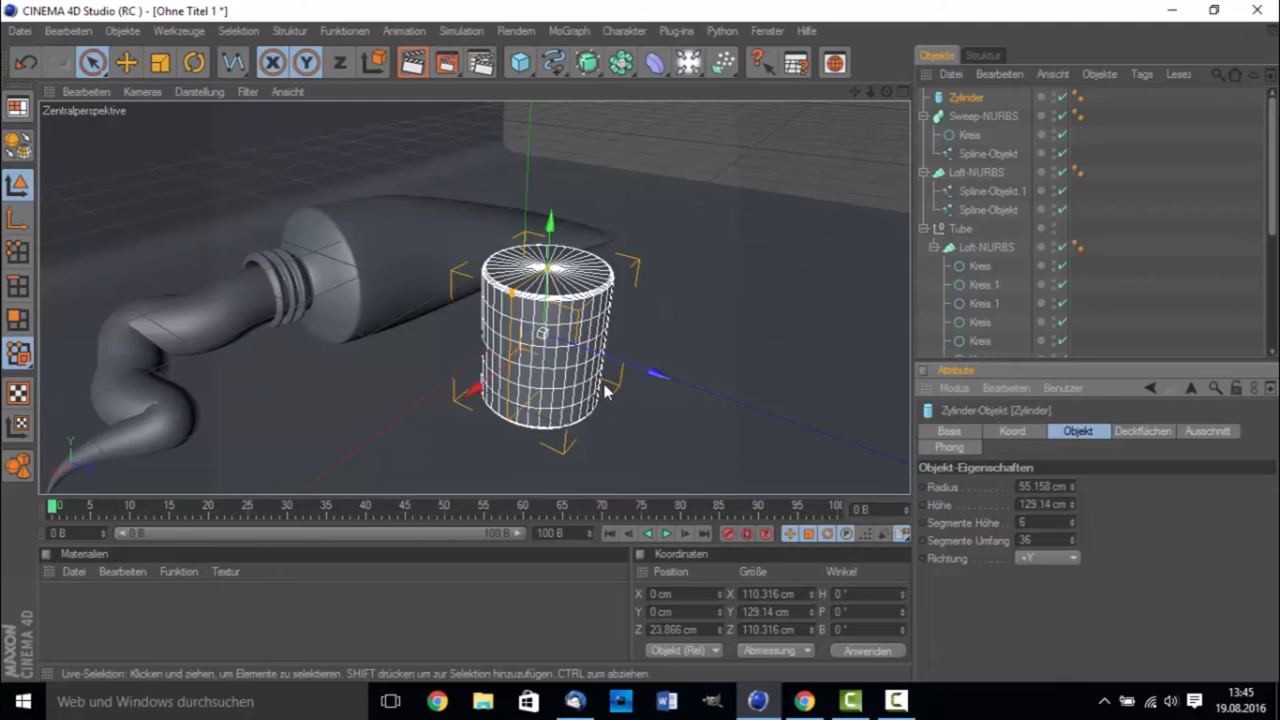 CINEMA 4D Studio (RC ) - [Ohne Titel 1 *]
Datei Bearbeiten Objekte Werkzeuge Selektion Struktur Funktionen Animation Simulation Rendern MoGraph Charakter Plug-ins Python Fenster Hilfe
X Y Z
Bearbeiten Kameras Darstellung Filter Ansicht
Zentralperspektive
Y
Z
Objekte Struktur
Datei Bearbeiten Ansicht Objekte Tags Lesez
Zylinder
Sweep-NURBS
Kreis
Spline-Objekt
Loft-NURBS
Spline-Objekt.1
Spline-Objekt
Tube
Loft-NURBS
Kreis
Kreis.1
Kreis.1
Kreis
Kreis
Attribute
Modus Bearbeiten Benutzer
Zylinder-Objekt [Zylinder]
Basis Koord. Objekt Deckflächen Ausschnitt
Phong
Objekt-Eigenschaften
Radius 55.158 cm
Höhe 129.14 cm
Segmente Höhe 6
Segmente Umfang 36
Richtung +Y
0 5 10 15 20 25 30 35 40 45 50 55 60 65 70 75 80 85 90 95 10( 0 B
0 B 0 B 100 B 100 B
Materialien
Datei Bearbeiten Funktion Textur
Koordinaten
Position Größe Winkel
X 0 cm X 110.316 cm H 0 °
Y 0 cm Y 129.14 cm P 0 °
Z 23.866 cm Z 110.316 cm B 0 °
Objekt (Rel) Abmessung Anwenden
MAXON
CINEMA 4D
Live-Selektion: Klicken und ziehen, um Elemente zu selektieren. SHIFT drücken um zur Selektion hinzuzufügen, CTRL zum abziehen.
Web und Windows durchsuchen
13:45
19.08.2016